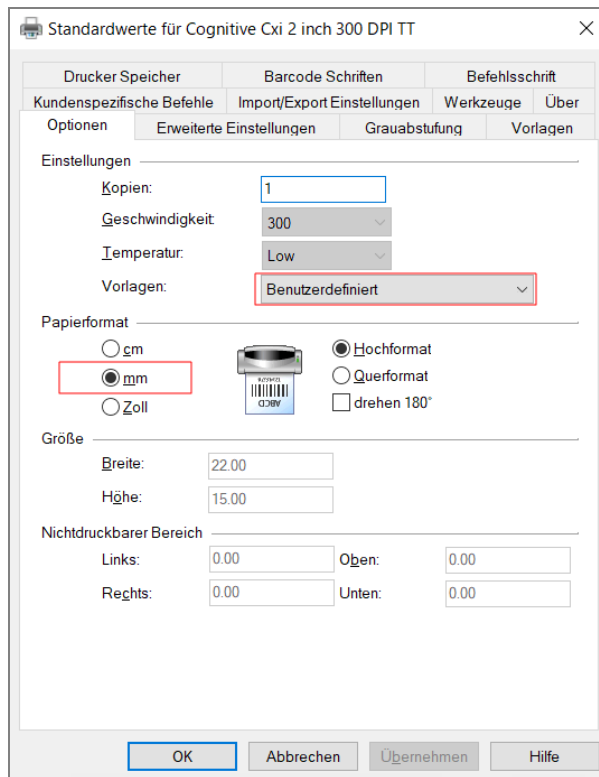 Standardwerte für Cognitive Cxi 2 inch 300 DPI TT
Drucker Speicher Barcode Schriften Befehlsschrift
Kundenspezifische Befehle Import/Export Einstellungen Werkzeuge Über
Optionen Erweiterte Einstellungen Grauabstufung Vorlagen
Einstellungen
Kopien: 1
Geschwindigkeit: 300
Temperatur: Low
Vorlagen: Benutzerdefiniert
Papierformat
cm
mm
Zoll
12345678
ABCD
Hochformat
Querformat
drehen 180°
Größe
Breite: 22.00
Höhe: 15.00
Nichtdruckbarer Bereich
Links: 0.00 Oben: 0.00
Rechts: 0.00 Unten: 0.00
OK Abbrechen Übernehmen Hilfe